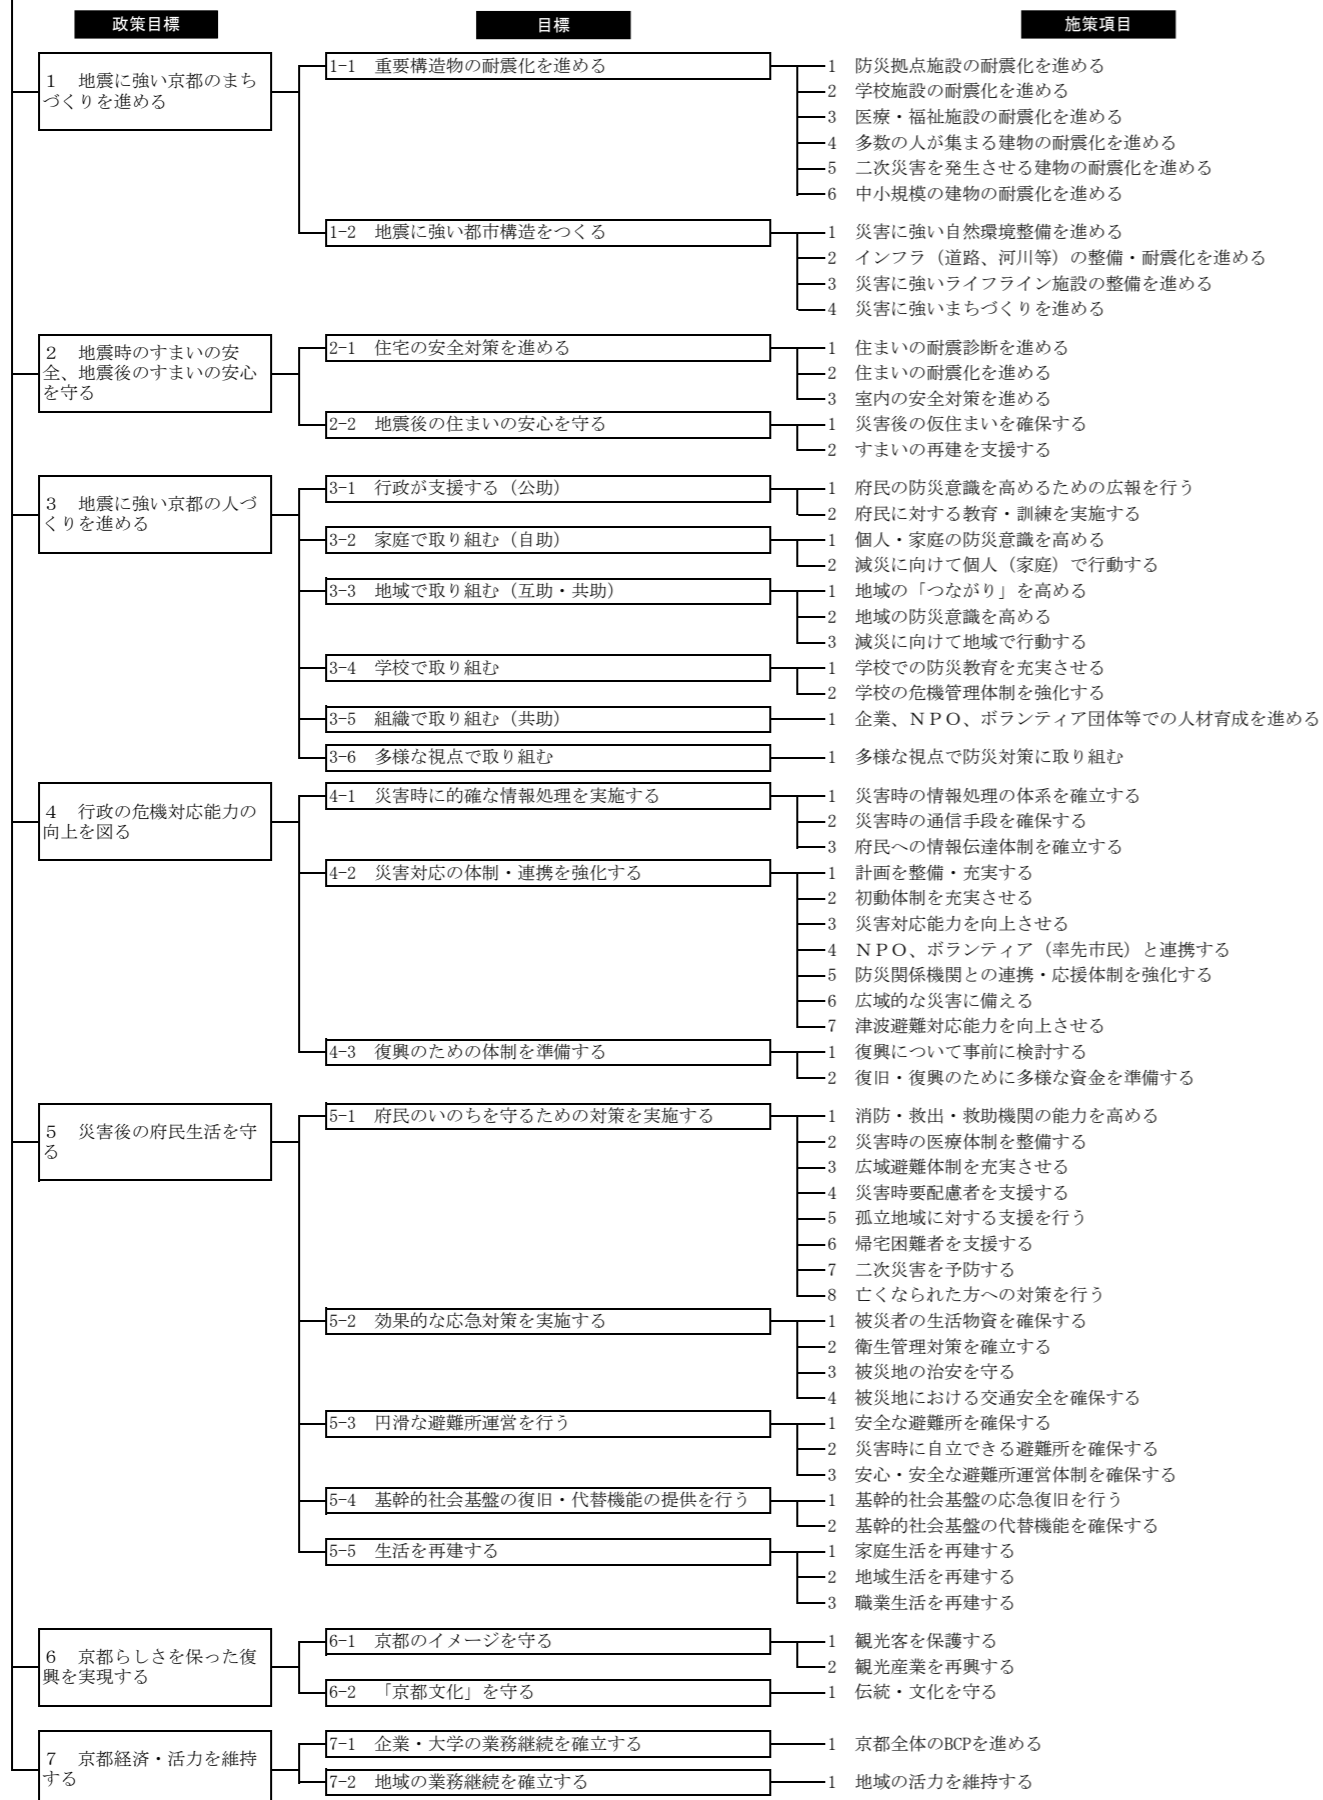 政策目標
目標
施策項目
1 地震に強い京都のまち
づくりを進める
1-1 重要構造物の耐震化を進める
1 防災拠点施設の耐震化を進める
2 学校施設の耐震化を進める
3 医療・福祉施設の耐震化を進める
4 多数の人が集まる建物の耐震化を進める
5 二次災害を発生させる建物の耐震化を進める
6 中小規模の建物の耐震化を進める
1-2 地震に強い都市構造をつくる
1 災害に強い自然環境整備を進める
2 インフラ（道路、河川等）の整備・耐震化を進める
3 災害に強いライフライン施設の整備を進める
4 災害に強いまちづくりを進める
2 地震時のすまいの安
全、地震後のすまいの安心
を守る
2-1 住宅の安全対策を進める
1 住まいの耐震診断を進める
2 住まいの耐震化を進める
3 室内の安全対策を進める
2-2 地震後の住まいの安心を守る
1 災害後の仮住まいを確保する
2 すまいの再建を支援する
3 地震に強い京都の人づ
くりを進める
3-1 行政が支援する（公助）
1 府民の防災意識を高めるための広報を行う
2 府民に対する教育・訓練を実施する
3-2 家庭で取り組む（自助）
1 個人・家庭の防災意識を高める
2 減災に向けて個人（家庭）で行動する
3-3 地域で取り組む（互助・共助）
1 地域の「つながり」を高める
2 地域の防災意識を高める
3 減災に向けて地域で行動する
3-4 学校で取り組む
1 学校での防災教育を充実させる
2 学校の危機管理体制を強化する
3-5 組織で取り組む（共助）
1 企業、ＮＰＯ、ボランティア団体等での人材育成を進める
3-6 多様な視点で取り組む
1 多様な視点で防災対策に取り組む
4 行政の危機対応能力の
向上を図る
4-1 災害時に的確な情報処理を実施する
1 災害時の情報処理の体系を確立する
2 災害時の通信手段を確保する
3 府民への情報伝達体制を確立する
4-2 災害対応の体制・連携を強化する
1 計画を整備・充実する
2 初動体制を充実させる
3 災害対応能力を向上させる
4 ＮＰＯ、ボランティア（率先市民）と連携する
5 防災関係機関との連携・応援体制を強化する
6 広域的な災害に備える
7 津波避難対応能力を向上させる
4-3 復興のための体制を準備する
1 復興について事前に検討する
2 復旧・復興のために多様な資金を準備する
5 災害後の府民生活を守
る
5-1 府民のいのちを守るための対策を実施する
1 消防・救出・救助機関の能力を高める
2 災害時の医療体制を整備する
3 広域避難体制を充実させる
4 災害時要配慮者を支援する
5 孤立地域に対する支援を行う
6 帰宅困難者を支援する
7 二次災害を予防する
8 亡くなられた方への対策を行う
5-2 効果的な応急対策を実施する
1 被災者の生活物資を確保する
2 衛生管理対策を確立する
3 被災地の治安を守る
4 被災地における交通安全を確保する
5-3 円滑な避難所運営を行う
1 安全な避難所を確保する
2 災害時に自立できる避難所を確保する
3 安心・安全な避難所運営体制を確保する
5-4 基幹的社会基盤の復旧・代替機能の提供を行う
1 基幹的社会基盤の応急復旧を行う
2 基幹的社会基盤の代替機能を確保する
5-5 生活を再建する
1 家庭生活を再建する
2 地域生活を再建する
3 職業生活を再建する
6 京都らしさを保った復
興を実現する
6-1 京都のイメージを守る
1 観光客を保護する
2 観光産業を再興する
6-2 「京都文化」を守る
1 伝統・文化を守る
7 京都経済・活力を維持
する
7-1 企業・大学の業務継続を確立する
1 京都全体のBCPを進める
7-2 地域の業務継続を確立する
1 地域の活力を維持する